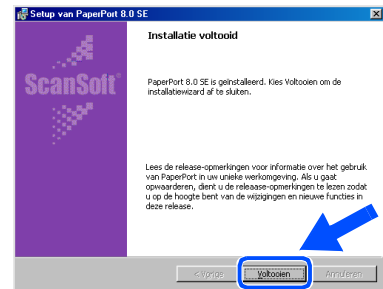 Setup van PaperPort 8.0 SE
Installatie voltooid
ScanSoft®
PaperPort 8.0 SE is geïnstalleerd. Kies Voltooien om de
installatiewizard af te sluiten.
Lees de release-opmerkingen voor informatie over het gebruik
van PaperPort in uw unieke werkomgeving. Als u gaat
opwaarderen, dient u de releaase-opmerkingen te lezen zodat
u op de hoogte bent van de wijzigingen en nieuwe functies in
deze release.
< Vorige Voltooien Annuleren